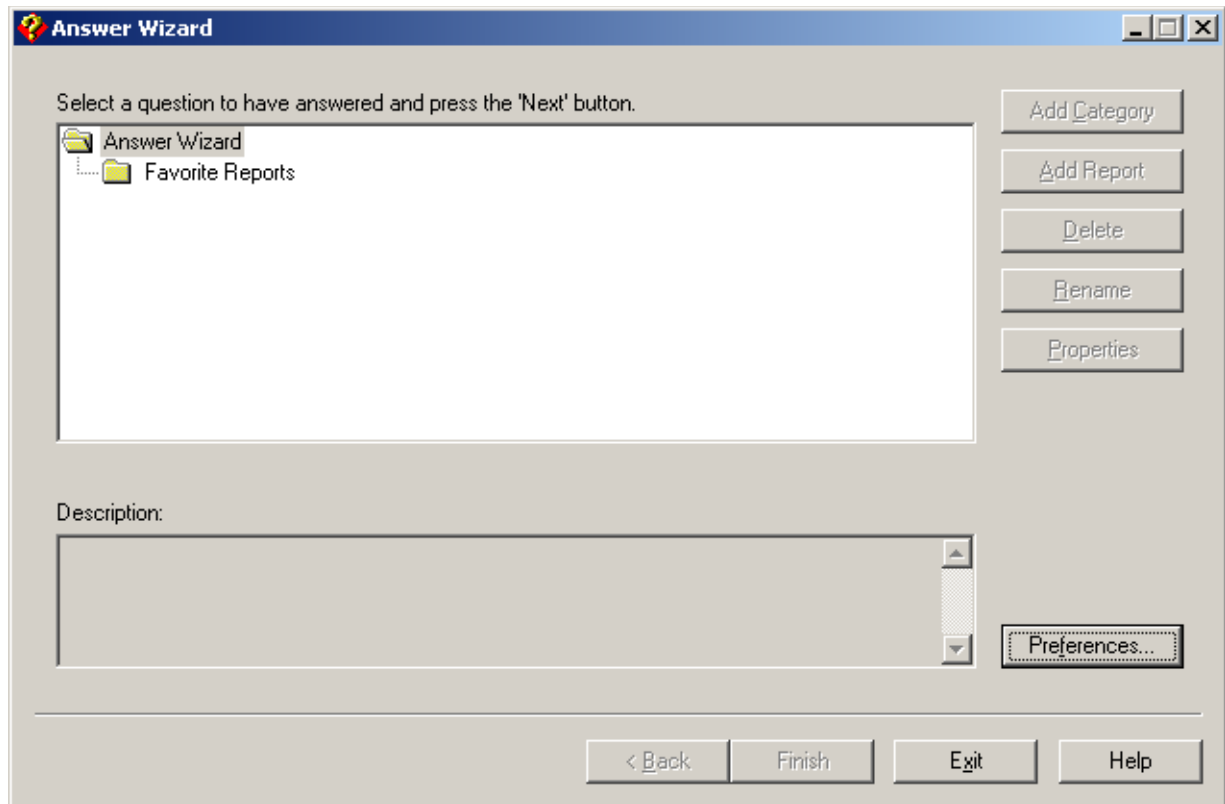 Answer Wizard
Select a question to have answered and press the 'Next' button.
Answer Wizard
Favorite Reports
Add Category
Add Report
Delete
Rename
Properties
Description:
Preferences...
< Back
Finish
Exit
Help